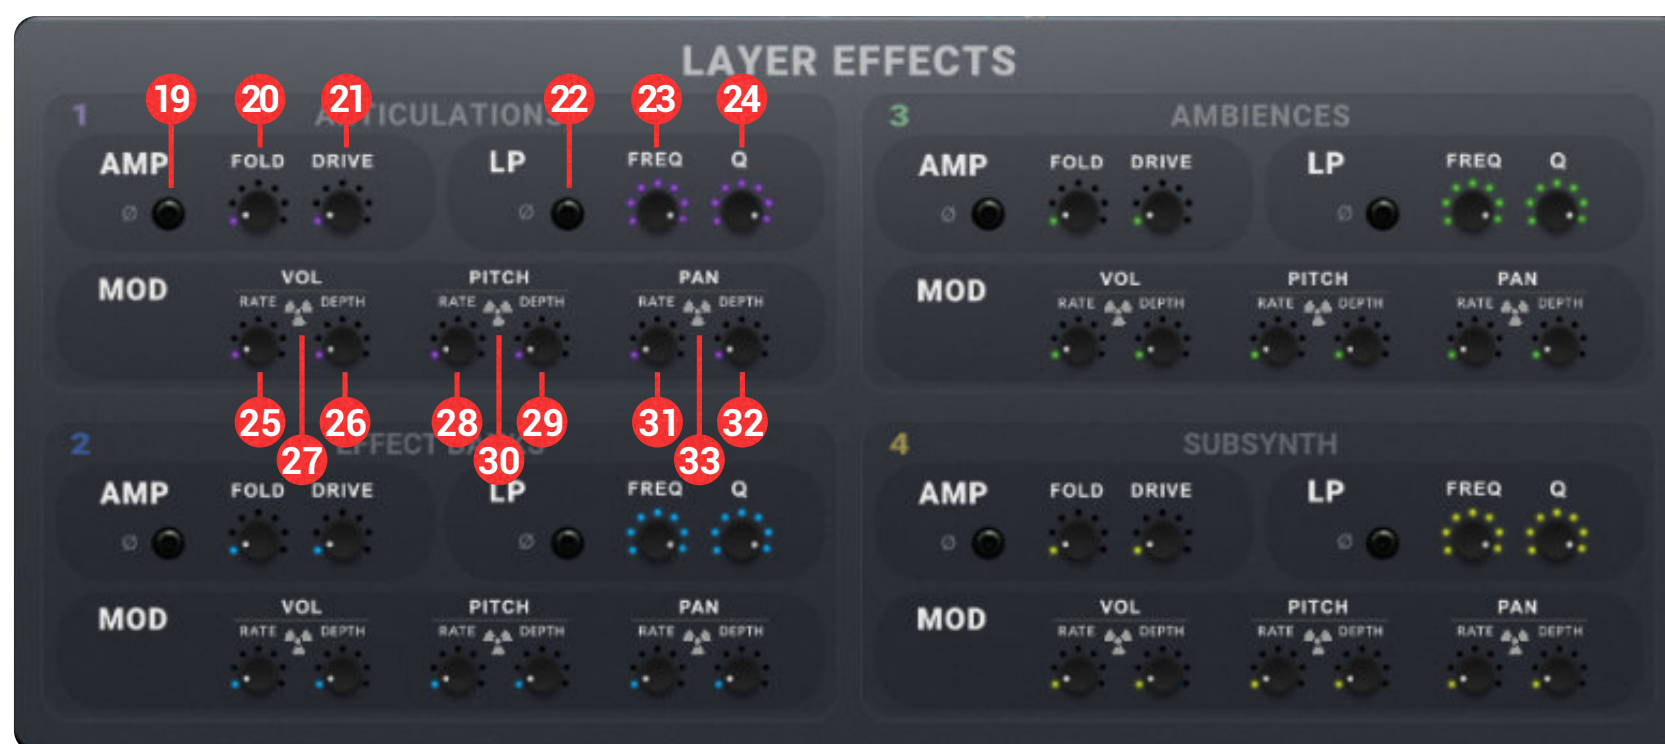 LAYER EFFECTS
19 20 21 22 23 24
1 ARTICULATIONS
AMP FOLD DRIVE LP FREQ Q
Ø Ø
MOD VOL PITCH PAN
RATE DEPTH RATE DEPTH RATE DEPTH
25 26 28 29 31 32
27 30 33
3 AMBIENCES
AMP FOLD DRIVE LP FREQ Q
Ø Ø
MOD VOL PITCH PAN
RATE DEPTH RATE DEPTH RATE DEPTH
2 EFFECT
AMP FOLD DRIVE LP FREQ Q
Ø Ø
MOD VOL PITCH PAN
RATE DEPTH RATE DEPTH RATE DEPTH
4 SUBSYNTH
AMP FOLD DRIVE LP FREQ Q
Ø Ø
MOD VOL PITCH PAN
RATE DEPTH RATE DEPTH RATE DEPTH